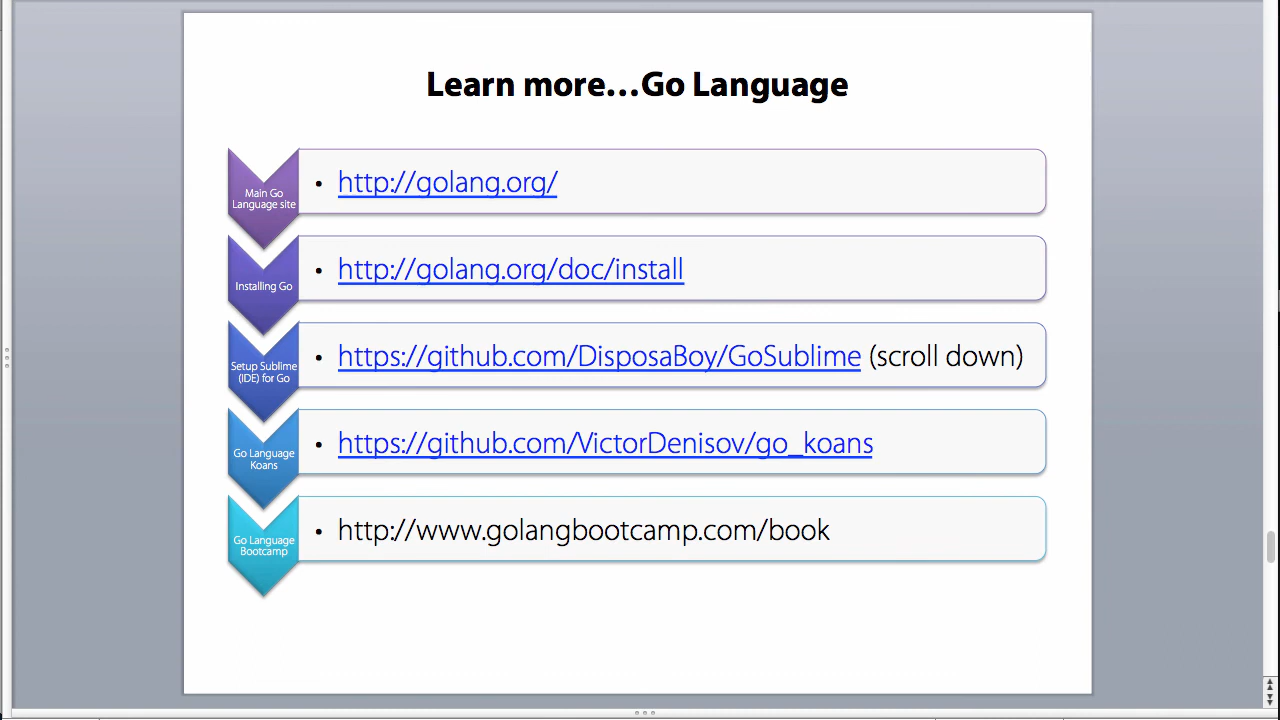 Learn more...Go Language
Main Go
Language site
• http://golang.org/
Installing Go
• http://golang.org/doc/install
Setup Sublime
(IDE) for Go
• https://github.com/DisposaBoy/GoSublime (scroll down)
Go Language
Koans
• https://github.com/VictorDenisov/go_koans
Go Language
Bootcamp
• http://www.golangbootcamp.com/book